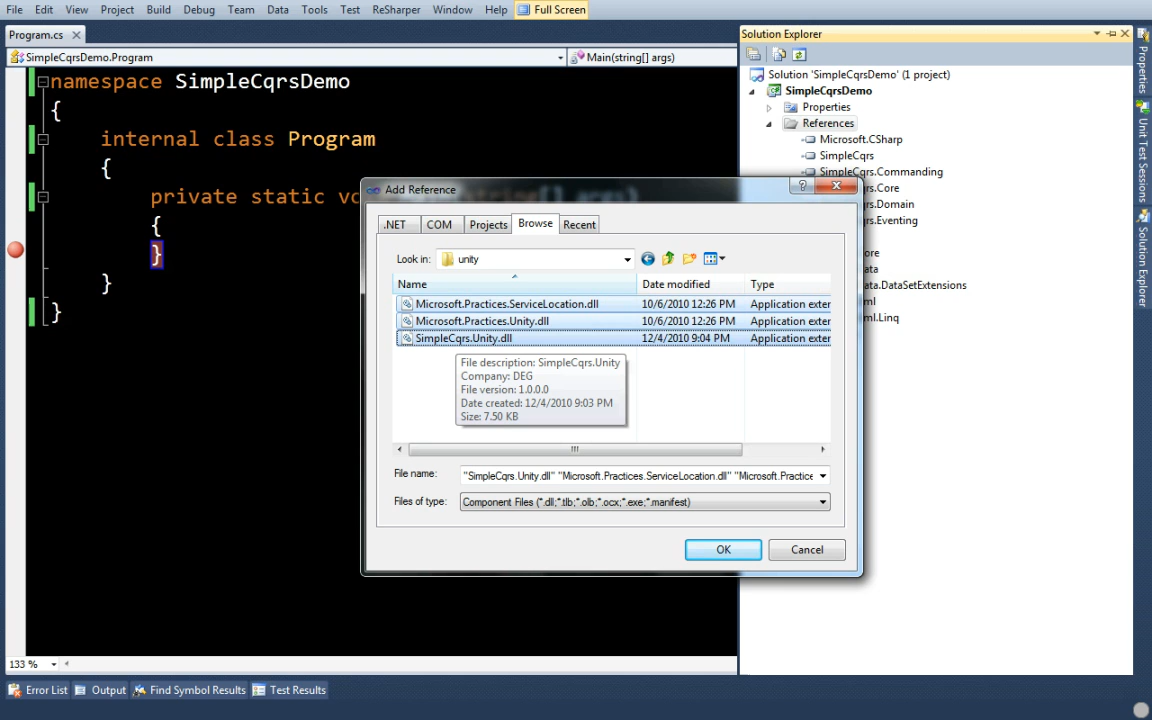 File Edit View Project Build Debug Team Data Tools Test ReSharper Window Help Full Screen
Program.cs
SimpleCqrsDemo.Program
Main(string[] args)
namespace SimpleCqrsDemo
{
internal class Program
{
private static vo
{
}
}
}
133 %
Solution Explorer
Solution 'SimpleCqrsDemo' (1 project)
SimpleCqrsDemo
Properties
References
Microsoft.CSharp
SimpleCqrs
SimpleCqrs.Commanding
rs.Core
rs.Domain
rs.Eventing
ore
ata
ata.DataSetExtensions
ml
ml.Linq
Properties
Unit Test Sessions
Solution Explorer
Add Reference
.NET COM Projects Browse Recent
Look in: unity
Name Date modified Type
Microsoft.Practices.ServiceLocation.dll 10/6/2010 12:26 PM Application exter
Microsoft.Practices.Unity.dll 10/6/2010 12:26 PM Application exter
SimpleCqrs.Unity.dll 12/4/2010 9:04 PM Application exter
File description: SimpleCqrs.Unity
Company: DEG
File version: 1.0.0.0
Date created: 12/4/2010 9:03 PM
Size: 7.50 KB
File name: "SimpleCqrs.Unity.dll" "Microsoft.Practices.ServiceLocation.dll" "Microsoft.Practice
Files of type: Component Files (*.dll;*.tlb;*.olb;*.ocx;*.exe;*.manifest)
OK Cancel
Error List Output Find Symbol Results Test Results